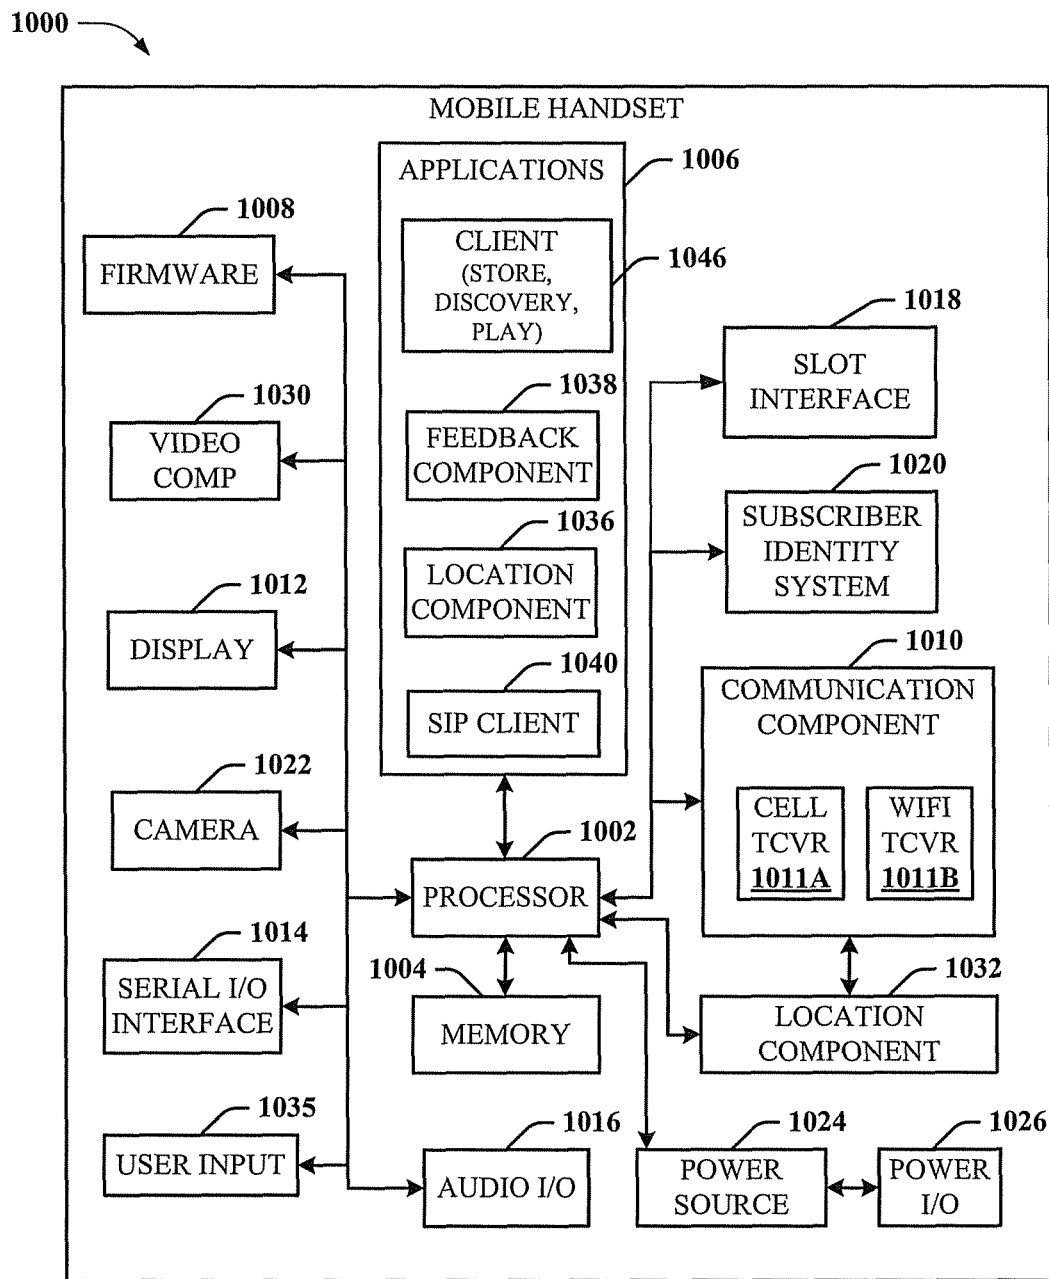 1000
MOBILE HANDSET
APPLICATIONS
1006
CLIENT
(STORE,
DISCOVERY,
PLAY)
1046
1038
FEEDBACK
COMPONENT
1036
LOCATION
COMPONENT
1040
SIP CLIENT
1008
FIRMWARE
1030
VIDEO
COMP
1012
DISPLAY
1022
CAMERA
1014
SERIAL I/O
INTERFACE
1035
USER INPUT
1002
PROCESSOR
1004
MEMORY
1016
AUDIO I/O
1018
SLOT
INTERFACE
1020
SUBSCRIBER
IDENTITY
SYSTEM
1010
COMMUNICATION
COMPONENT
CELL
TCVR
1011A
WIFI
TCVR
1011B
1032
LOCATION
COMPONENT
1024
POWER
SOURCE
1026
POWER
I/O